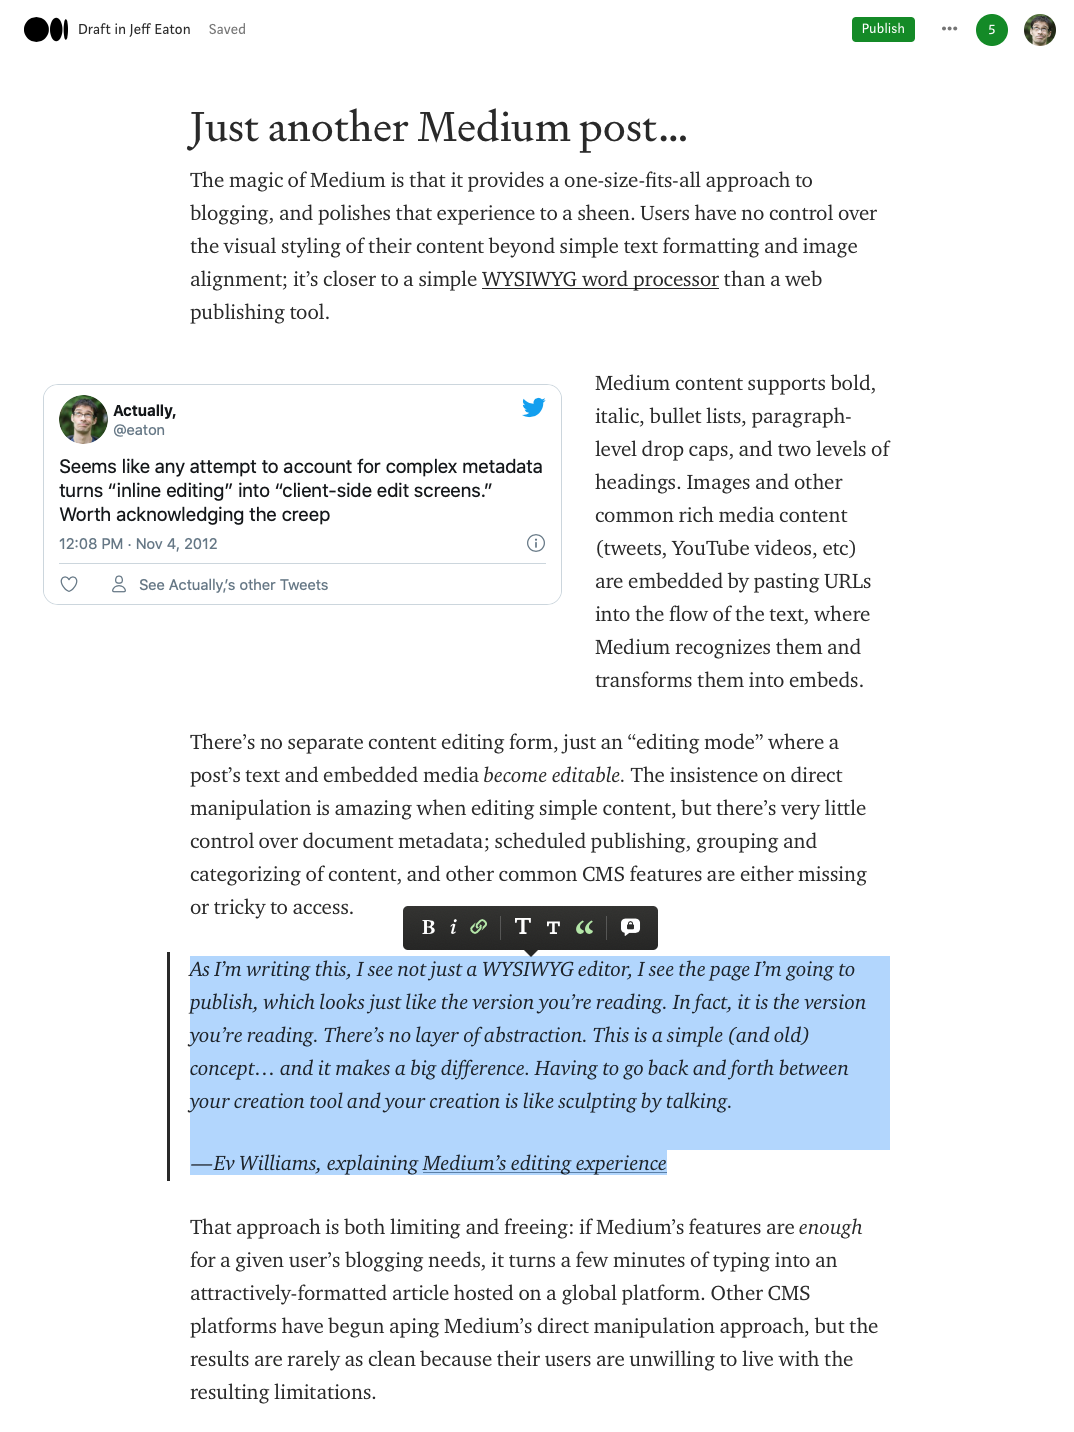 Draft in Jeff Eaton Saved
Publish
5
Just another Medium post…
The magic of Medium is that it provides a one-size-fits-all approach to
blogging, and polishes that experience to a sheen. Users have no control over
the visual styling of their content beyond simple text formatting and image
alignment; it’s closer to a simple WYSIWYG word processor than a web
publishing tool.
Actually,
@eaton
Seems like any attempt to account for complex metadata
turns “inline editing” into “client-side edit screens.”
Worth acknowledging the creep
12:08 PM · Nov 4, 2012
See Actually,’s other Tweets
Medium content supports bold,
italic, bullet lists, paragraph-
level drop caps, and two levels of
headings. Images and other
common rich media content
(tweets, YouTube videos, etc)
are embedded by pasting URLs
into the flow of the text, where
Medium recognizes them and
transforms them into embeds.
There’s no separate content editing form, just an “editing mode” where a
post’s text and embedded media become editable. The insistence on direct
manipulation is amazing when editing simple content, but there’s very little
control over document metadata; scheduled publishing, grouping and
categorizing of content, and other common CMS features are either missing
or tricky to access.
B i T T “
As I’m writing this, I see not just a WYSIWYG editor, I see the page I’m going to
publish, which looks just like the version you’re reading. In fact, it is the version
you’re reading. There’s no layer of abstraction. This is a simple (and old)
concept… and it makes a big difference. Having to go back and forth between
your creation tool and your creation is like sculpting by talking.
—Ev Williams, explaining Medium’s editing experience
That approach is both limiting and freeing: if Medium’s features are enough
for a given user’s blogging needs, it turns a few minutes of typing into an
attractively-formatted article hosted on a global platform. Other CMS
platforms have begun aping Medium’s direct manipulation approach, but the
results are rarely as clean because their users are unwilling to live with the
resulting limitations.